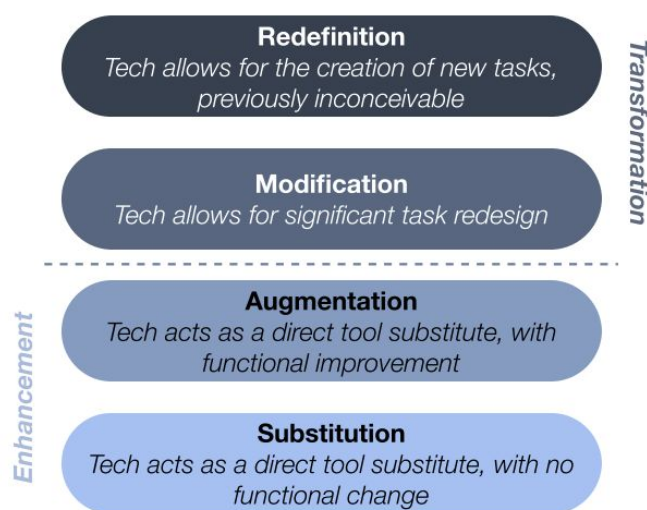 Redefinition
Tech allows for the creation of new tasks,
previously inconceivable
Transformation
Modification
Tech allows for significant task redesign
Augmentation
Tech acts as a direct tool substitute, with
functional improvement
Enhancement
Substitution
Tech acts as a direct tool substitute, with no
functional change